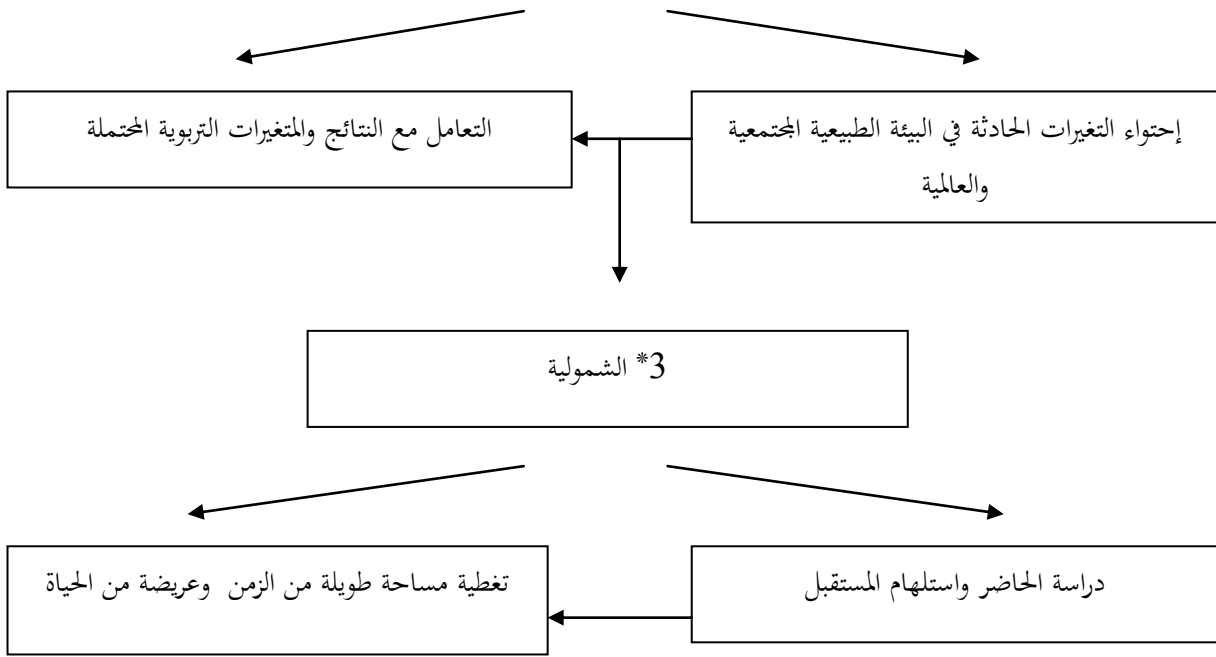 إحتواء التغيرات الحادثة في البيئة الطبيعية المجتمعية
والعالمية
التعامل مع النتائج والمتغيرات التربوية المحتملة
3* الشمولية
دراسة الحاضر واستلهام المستقبل
تغطية مساحة طويلة من الزمن وعريضة من الحياة